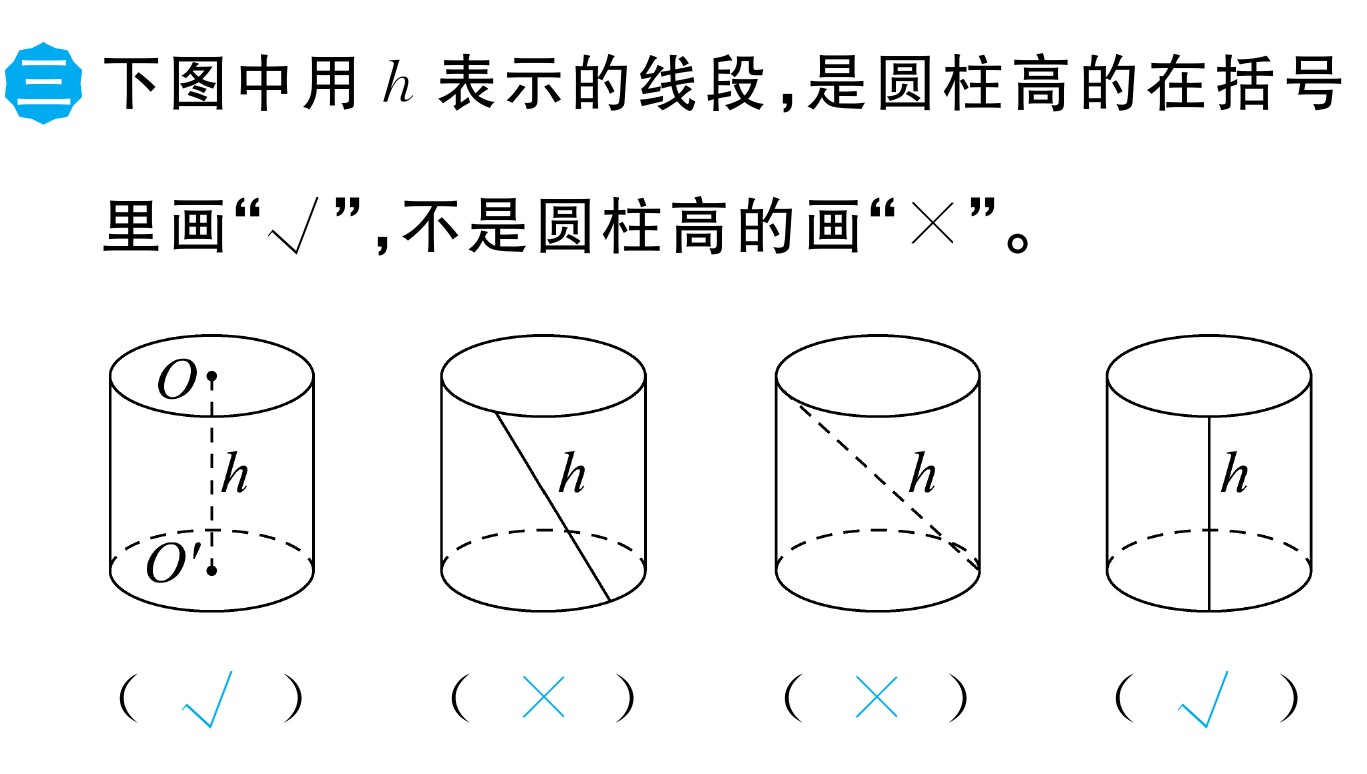 三 下图中用 h 表示的线段,是圆柱高的在括号
里画“√”,不是圆柱高的画“×”。
O h O′ h h h
( √ ) ( × ) ( × ) ( √ )